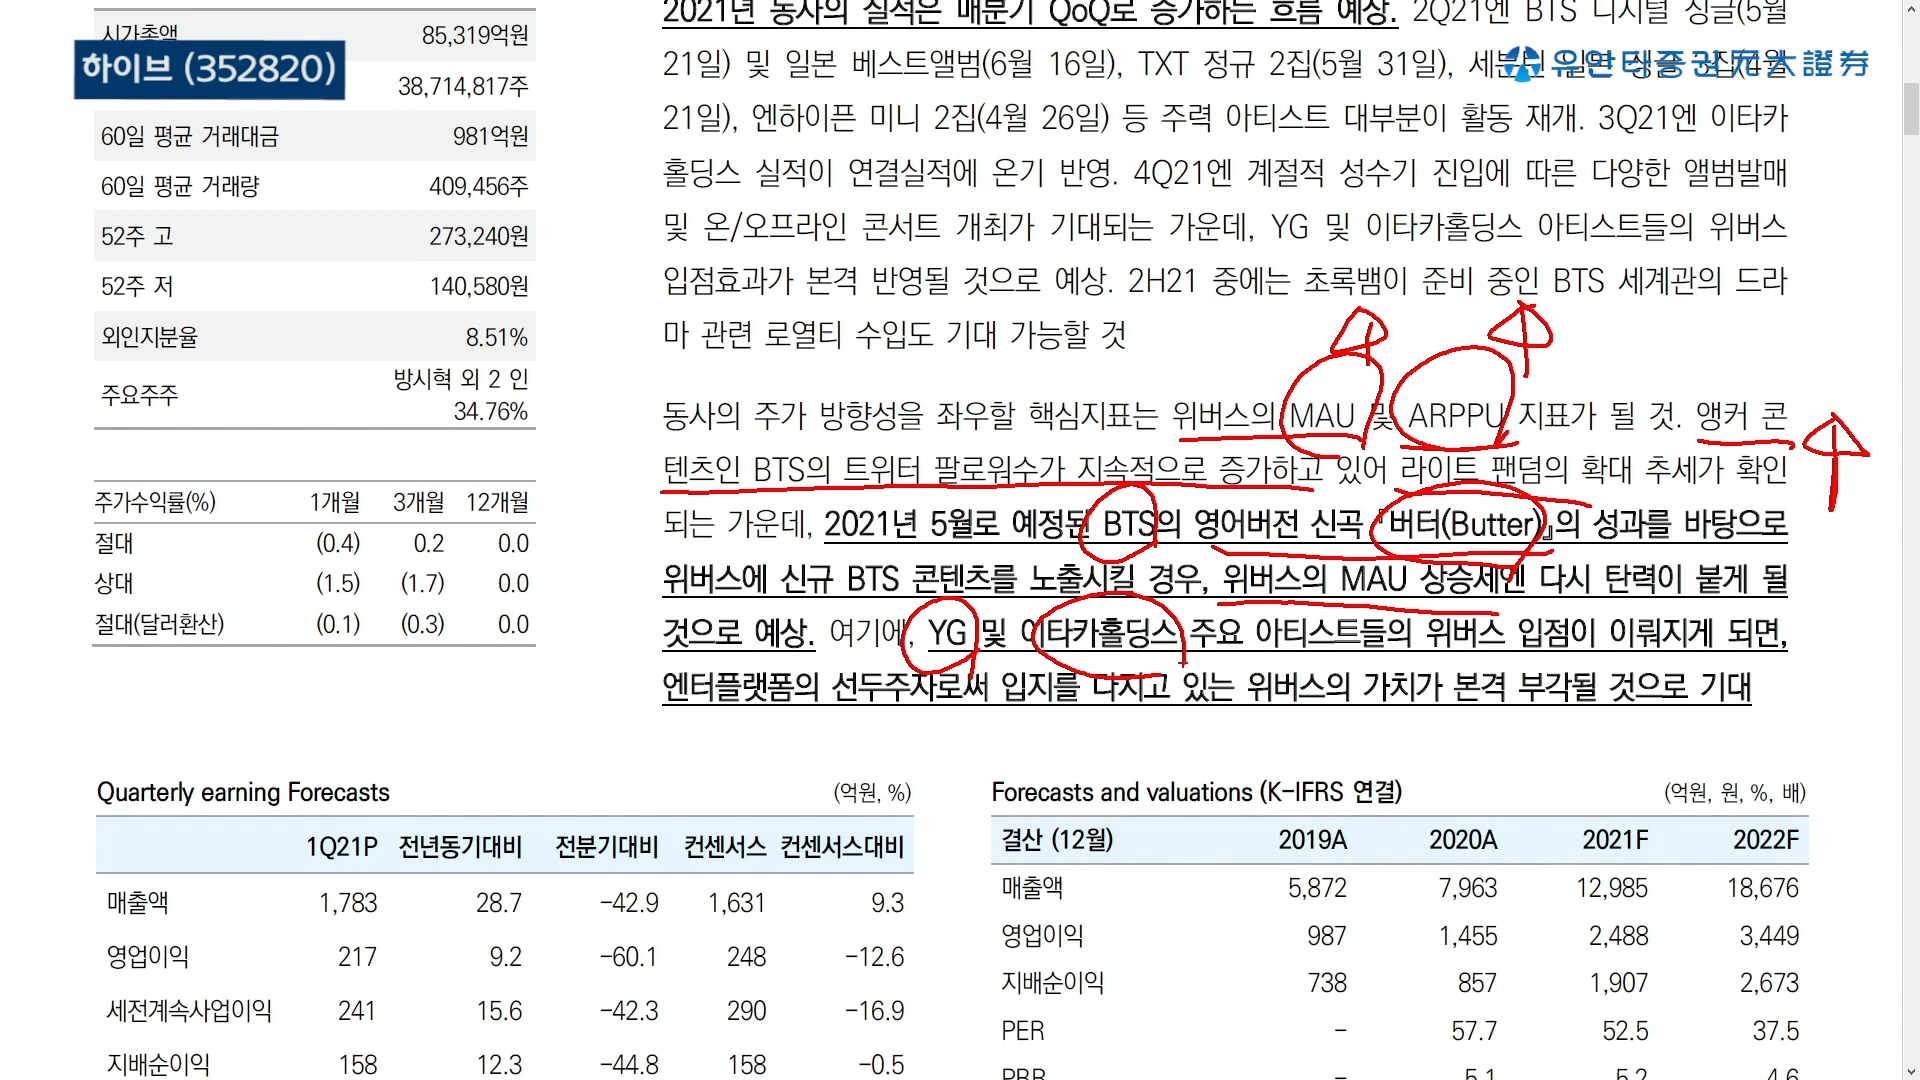 시가총액 85,319억원
하이브 (352820)
38,714,817주
60일 평균 거래대금 981억원
60일 평균 거래량 409,456주
52주 고 273,240원
52주 저 140,580원
외인지분율 8.51%
주요주주 방시혁 외 2 인
34.76%
주가수익률(%) 1개월 3개월 12개월
절대 (0.4) 0.2 0.0
상대 (1.5) (1.7) 0.0
절대(달러환산) (0.1) (0.3) 0.0
2021년 동사의 실적은 매분기 QoQ로 증가하는 흐름 예상. 2Q21엔 BTS 디지털 싱글(5월
유안타증권 元大證券
21일) 및 일본 베스트앨범(6월 16일), TXT 정규 2집(5월 31일),
21일), 엔하이픈 미니 2집(4월 26일) 등 주력 아티스트 대부분이 활동 재개. 3Q21엔 이타카
홀딩스 실적이 연결실적에 온기 반영. 4Q21엔 계절적 성수기 진입에 따른 다양한 앨범발매
및 온/오프라인 콘서트 개최가 기대되는 가운데, YG 및 이타카홀딩스 아티스트들의 위버스
입점효과가 본격 반영될 것으로 예상. 2H21 중에는 초록뱀이 준비 중인 BTS 세계관의 드라
마 관련 로열티 수입도 기대 가능할 것
동사의 주가 방향성을 좌우할 핵심지표는 위버스의 MAU 및 ARPPU 지표가 될 것. 앵커 콘
텐츠인 BTS의 트위터 팔로워수가 지속적으로 증가하고 있어 라이트 팬덤의 확대 추세가 확인
되는 가운데, 2021년 5월로 예정된 BTS의 영어버전 신곡 『버터(Butter)』의 성과를 바탕으로
위버스에 신규 BTS 콘텐츠를 노출시킬 경우, 위버스의 MAU 상승세엔 다시 탄력이 붙게 될
것으로 예상. 여기에, YG 및 이타카홀딩스 주요 아티스트들의 위버스 입점이 이뤄지게 되면,
엔터플랫폼의 선두주자로써 입지를 다지고 있는 위버스의 가치가 본격 부각될 것으로 기대
Quarterly earning Forecasts (억원, %)
1Q21P 전년동기대비 전분기대비 컨센서스 컨센서스대비
매출액 1,783 28.7 -42.9 1,631 9.3
영업이익 217 9.2 -60.1 248 -12.6
세전계속사업이익 241 15.6 -42.3 290 -16.9
지배순이익 158 12.3 -44.8 158 -0.5
Forecasts and valuations (K-IFRS 연결) (억원, 원, %, 배)
결산 (12월) 2019A 2020A 2021F 2022F
매출액 5,872 7,963 12,985 18,676
영업이익 987 1,455 2,488 3,449
지배순이익 738 857 1,907 2,673
PER - 57.7 52.5 37.5
PBR - 5.1 5.2 4.6